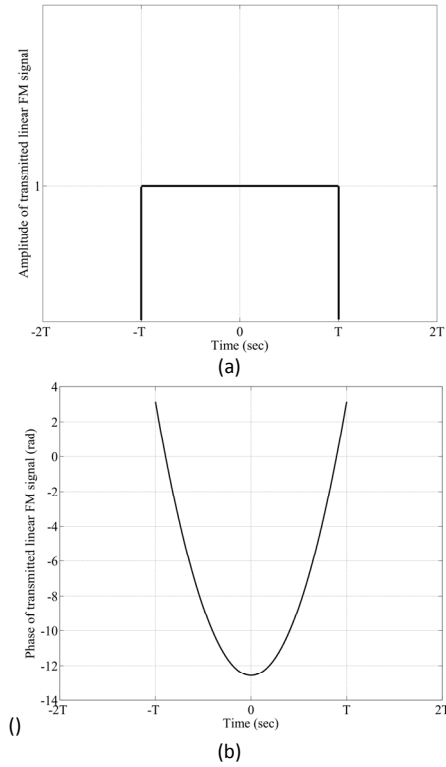 Amplitude of transmitted linear FM signal
1
-2T -T 0 T 2T
Time (sec)
(a)
Phase of transmitted linear FM signal (rad)
4
2
0
-2
-4
-6
-8
-10
-12
-14
-2T -T 0 T 2T
Time (sec)
()
(b)